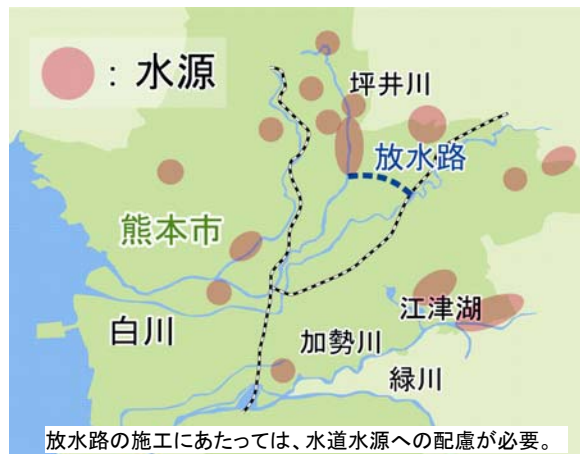 ：水源
坪井川
放水路
熊本市
江津湖
白川
加勢川
緑川
放水路の施工にあたっては、水道水源への配慮が必要。